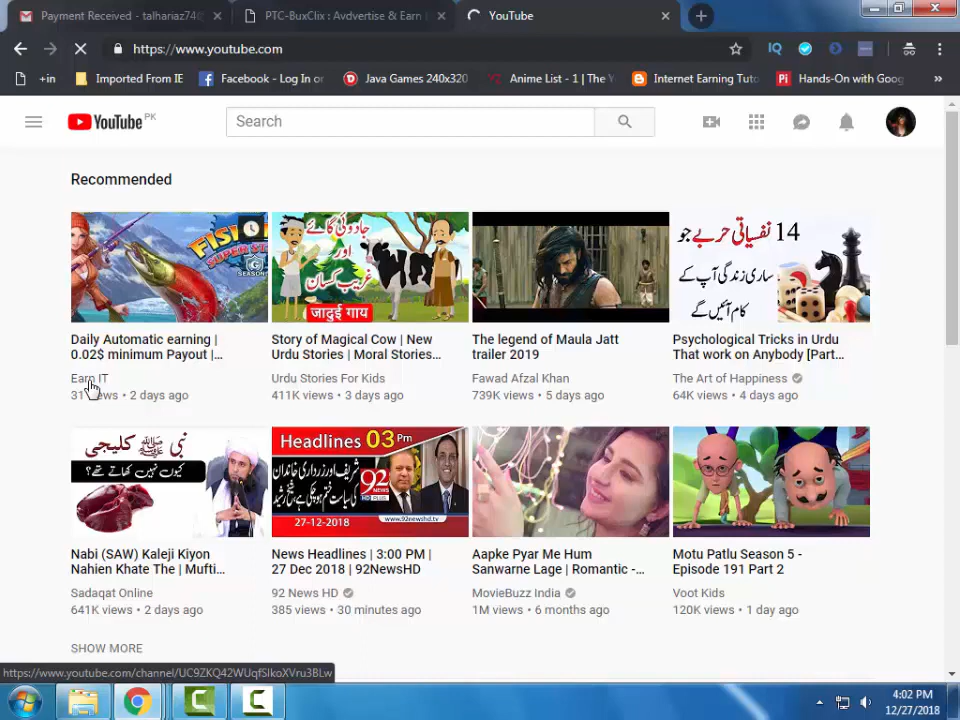 Payment Received - talhariaz740
PTC-BuxClix : Avdvertise & Earn
YouTube
https://www.youtube.com
+in
Imported From IE
Facebook - Log In or
Java Games 240x320
Anime List - 1 | The
Internet Earning Tuto
Hands-On with Goog
YouTube PK
Search
Recommended
جادوئی گائے
اور
غریب کسان
जादुई गाय
14 نفسیاتی حربے جو
ساری زندگی آپ کے
کام آئیں گے
Daily Automatic earning |
0.02$ minimum Payout |...
Earn IT
2 days ago
Story of Magical Cow | New
Urdu Stories | Moral Stories...
Urdu Stories For Kids
411K views • 3 days ago
The legend of Maula Jatt
trailer 2019
Fawad Afzal Khan
739K views • 5 days ago
Psychological Tricks in Urdu
That work on Anybody [Part...
The Art of Happiness
64K views • 4 days ago
نبی ﷺ کلیجی
کیوں نہیں کھاتے تھے؟
Headlines 03 Pm
92 NEWS
HD PLUS
www.92newshd.tv
27-12-2018
Nabi (SAW) Kaleji Kiyon
Nahien Khate The | Mufti...
Sadaqat Online
641K views • 2 days ago
News Headlines | 3:00 PM |
27 Dec 2018 | 92NewsHD
92 News HD
385 views • 30 minutes ago
Aapke Pyar Me Hum
Sanwarne Lage | Romantic -...
MovieBuzz India
1M views • 6 months ago
Motu Patlu Season 5 -
Episode 191 Part 2
Voot Kids
120K views • 1 day ago
SHOW MORE
https://www.youtube.com/channel/UC9ZKQ42WUqfSIkoXVru3BLw
4:02 PM
12/27/2018